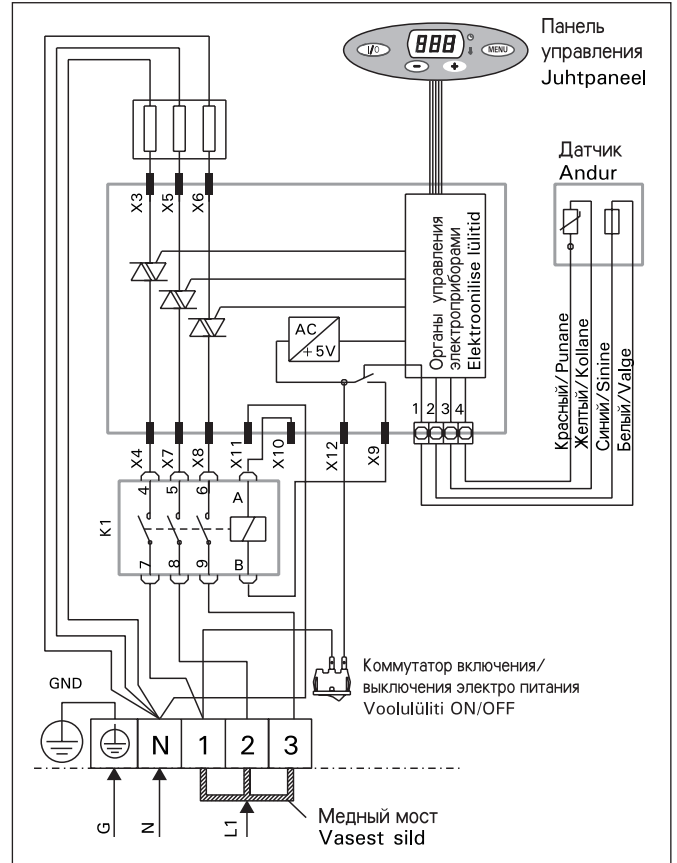 Панель
управления
Juhtpaneel
I/O
888
MENU
Датчик
Andur
X3
X5
X6
AC
+5V
Органы управления
электроприборами
Elektroonilise lülitid
Красный/Punane
Желтый/Kollane
Синий/Sinine
Белый/Valge
1 2 3 4
X4
X7
X8
X11
X10
X12
X9
K1
4 5 6 A
7 8 9 B
Коммутатор включения/
выключения электро питания
Voolulüliti ON/OFF
GND
N 1 2 3
G
N
L1
Медный мост
Vasest sild